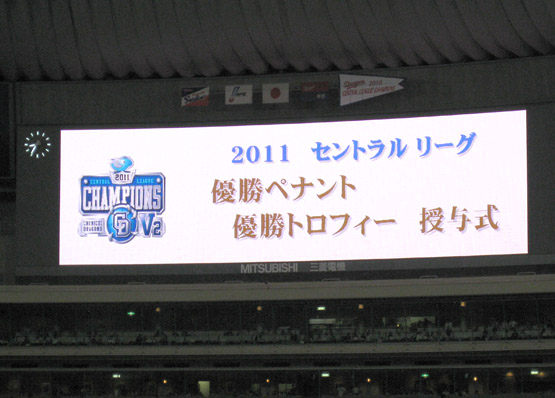 2010
2011 セントラル リーグ
優勝ペナント
優勝トロフィー 授与式
2011
CENTRAL LEAGUE
CHAMPIONS
CHUNICHI DRAGONS
CD
V2
MITSUBISHI 三菱電機